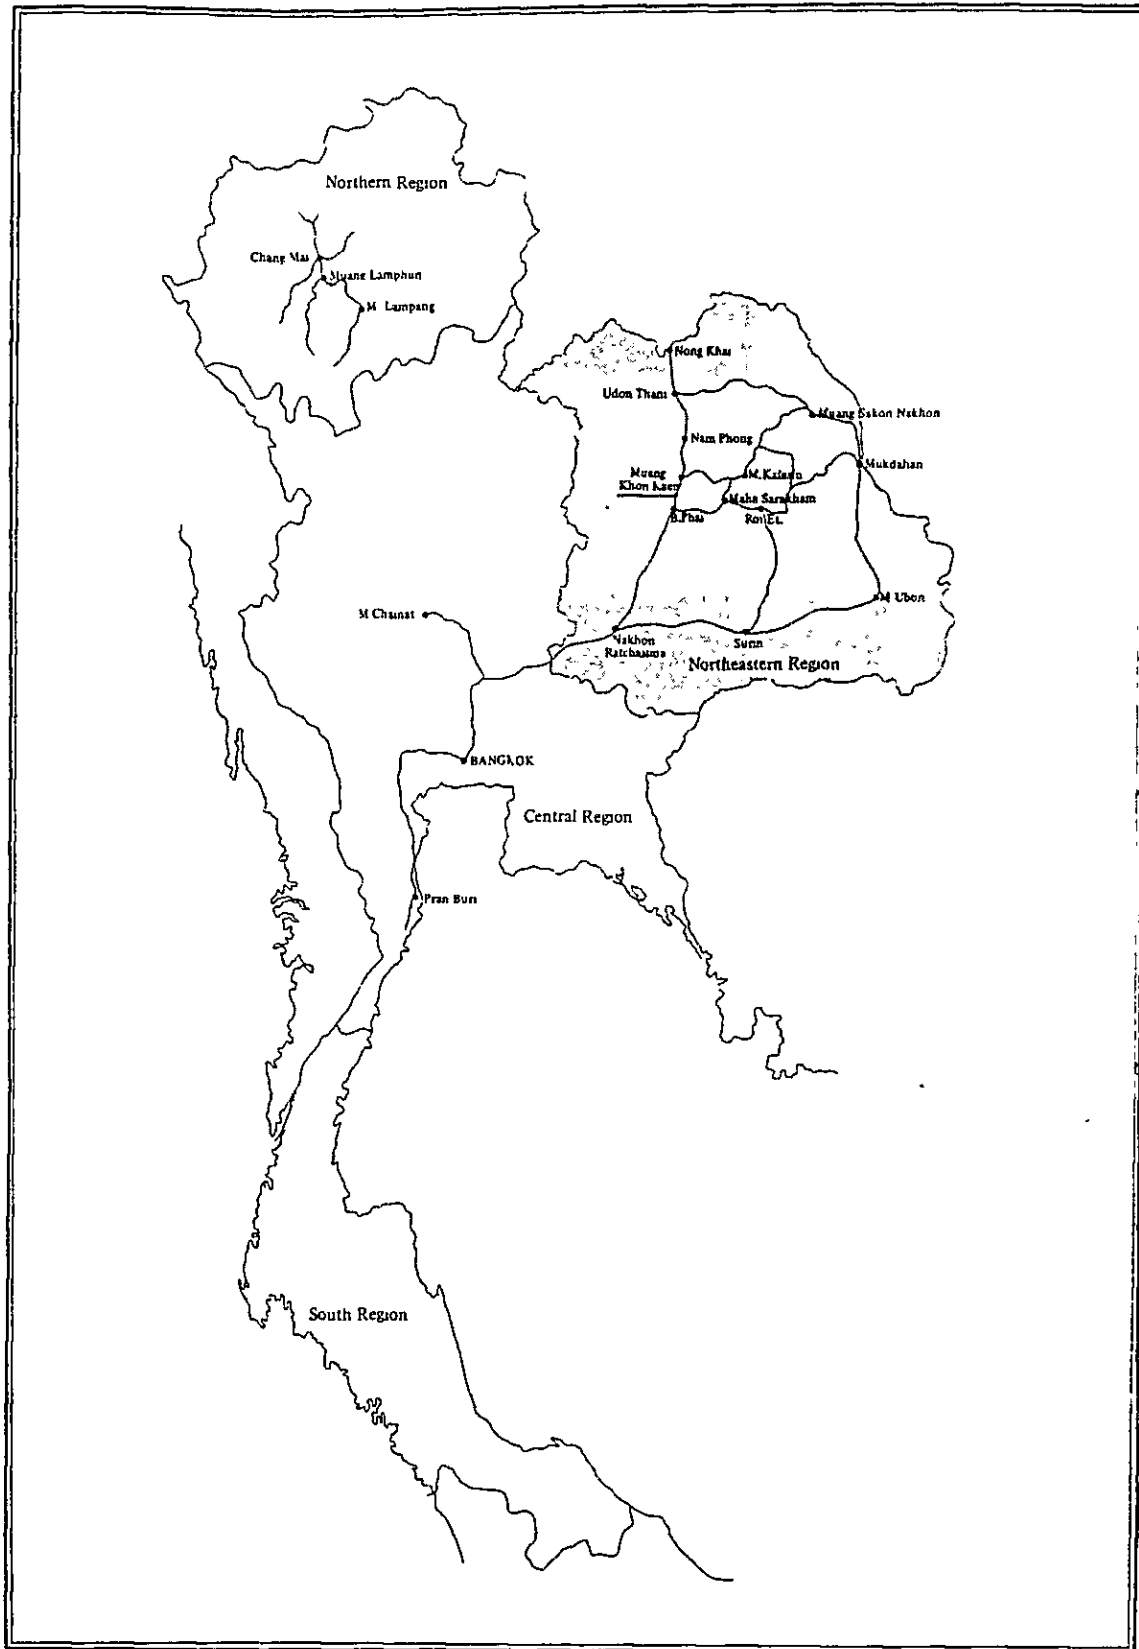 Northern Region
Chang Mai
Muang Lamphun
M Lampang
Nong Khai
Udon Thani
Muang Sakon Nakhon
Nam Phong
Mukdahan
Muang
Khon Kaen
M. Kalasin
Maha Sarakham
B.Phai
Roi Et
M Chainat
M Ubon
Nakhon
Ratchasima
Surin
Northeastern Region
BANGKOK
Central Region
Pran Buri
South Region